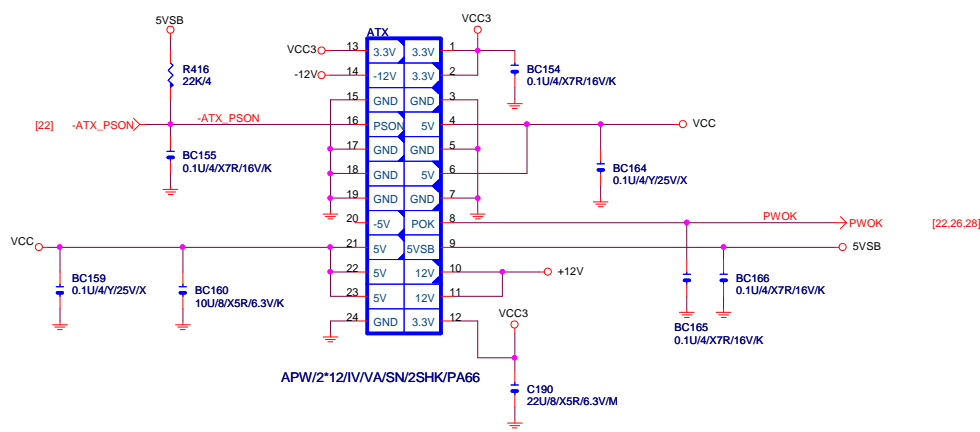 5VSB
ATX
VCC3
VCC3
13
3.3V
3.3V
1
R416
22K/4
-12V
14
-12V
3.3V
2
BC154
0.1U/4/X7R/16V/K
15
GND
GND
3
[22]
-ATX_PSON
-ATX_PSON
16
PSON
5V
4
VCC
17
GND
GND
5
BC155
0.1U/4/X7R/16V/K
18
GND
5V
6
BC164
0.1U/4/Y/25V/X
19
GND
GND
7
20
-5V
POK
8
PWOK
PWOK
[22,26,28]
VCC
21
5V
5VSB
9
5VSB
22
5V
12V
10
+12V
BC159
0.1U/4/Y/25V/X
BC160
10U/8/X5R/6.3V/K
23
5V
12V
11
BC166
0.1U/4/X7R/16V/K
VCC3
24
GND
3.3V
12
BC165
0.1U/4/X7R/16V/K
APW/2*12/IV/VA/SN/2SHK/PA66
C190
22U/8/X5R/6.3V/M